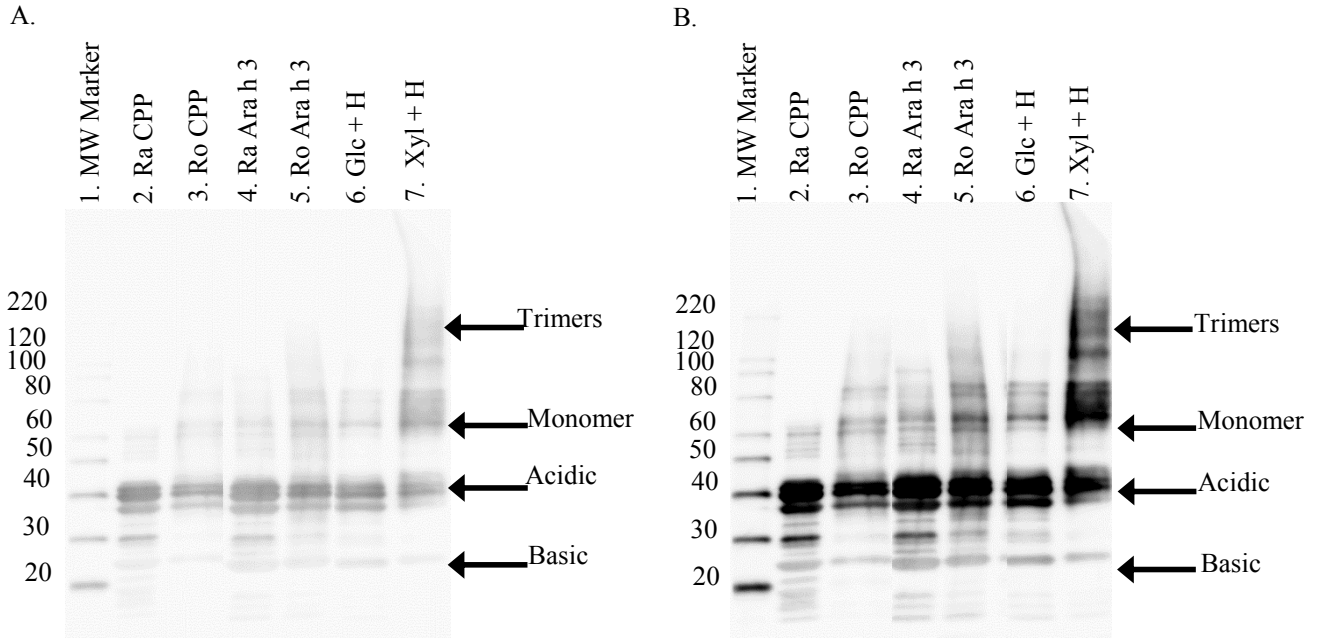 A.
1. MW Marker
2. Ra CPP
3. Ro CPP
4. Ra Ara h 3
5. Ro Ara h 3
6. Glc + H
7. Xyl + H
220
120
100
80
60
50
40
30
20
Trimers
Monomer
Acidic
Basic
B.
1. MW Marker
2. Ra CPP
3. Ro CPP
4. Ra Ara h 3
5. Ro Ara h 3
6. Glc + H
7. Xyl + H
220
120
100
80
60
50
40
30
20
Trimers
Monomer
Acidic
Basic